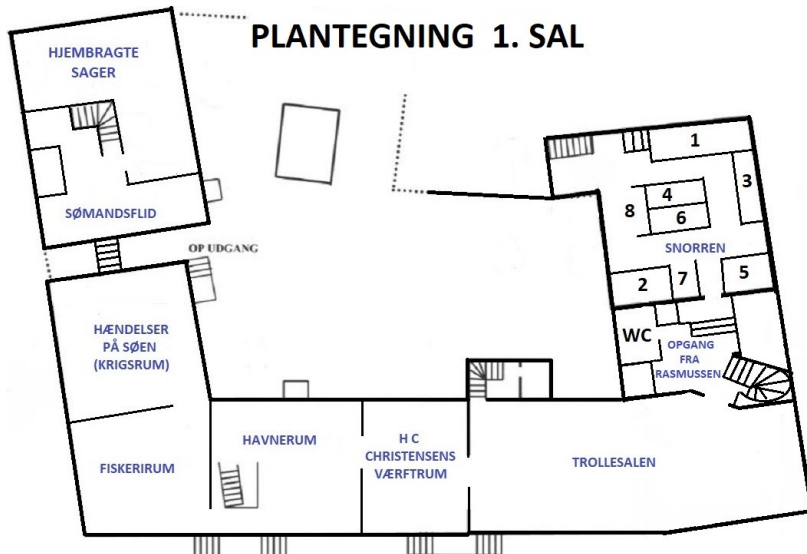 PLANTEGNING 1. SAL
HJEMBRAGTE
SAGER
SØMANDSFLID
OP UDGANG
HÆNDELSER
PÅ SØEN
(KRIGSRUM)
FISKERIRUM
HAVNERUM
H C
CHRISTENSENS
VÆRFTRUM
TROLLESALEN
1
3
4
8
6
SNORREN
2
7
5
WC
OPGANG
FRA
RASMUSSEN